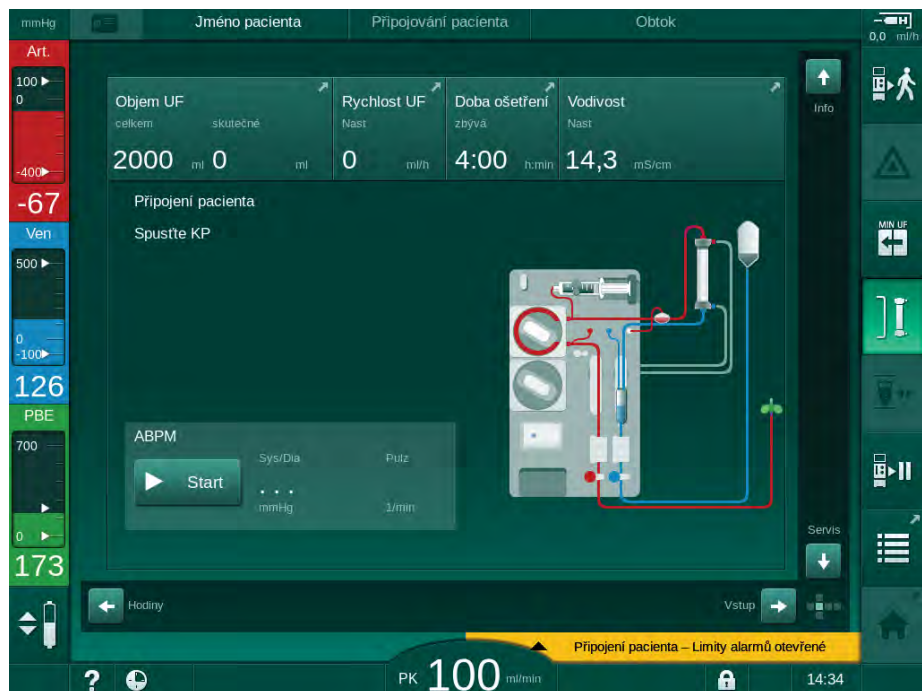 mmHg
Jméno pacienta
Připojování pacienta
Obtok
0,0 ml/h
Art.
100
0
-400
-67
Ven
500
0
-100
126
PBE
700
0
173
Objem UF
celkem skutečné
2000 ml 0 ml
Rychlost UF
Nast
0 ml/h
Doba ošetření
zbývá
4:00 h:min
Vodivost
Nast
14,3 mS/cm
Info
Připojení pacienta
Spusťte KP
MIN UF
ABPM
Sys/Dia Pulz
Start
. . .
mmHg 1/min
Servis
Hodiny
Vstup
Připojení pacienta – Limity alarmů otevřené
?
PK 100 ml/min
14:34